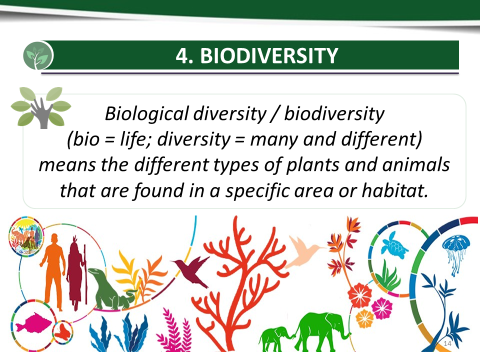 4. BIODIVERSITY
Biological diversity / biodiversity
(bio = life; diversity = many and different)
means the different types of plants and animals
that are found in a specific area or habitat.
14